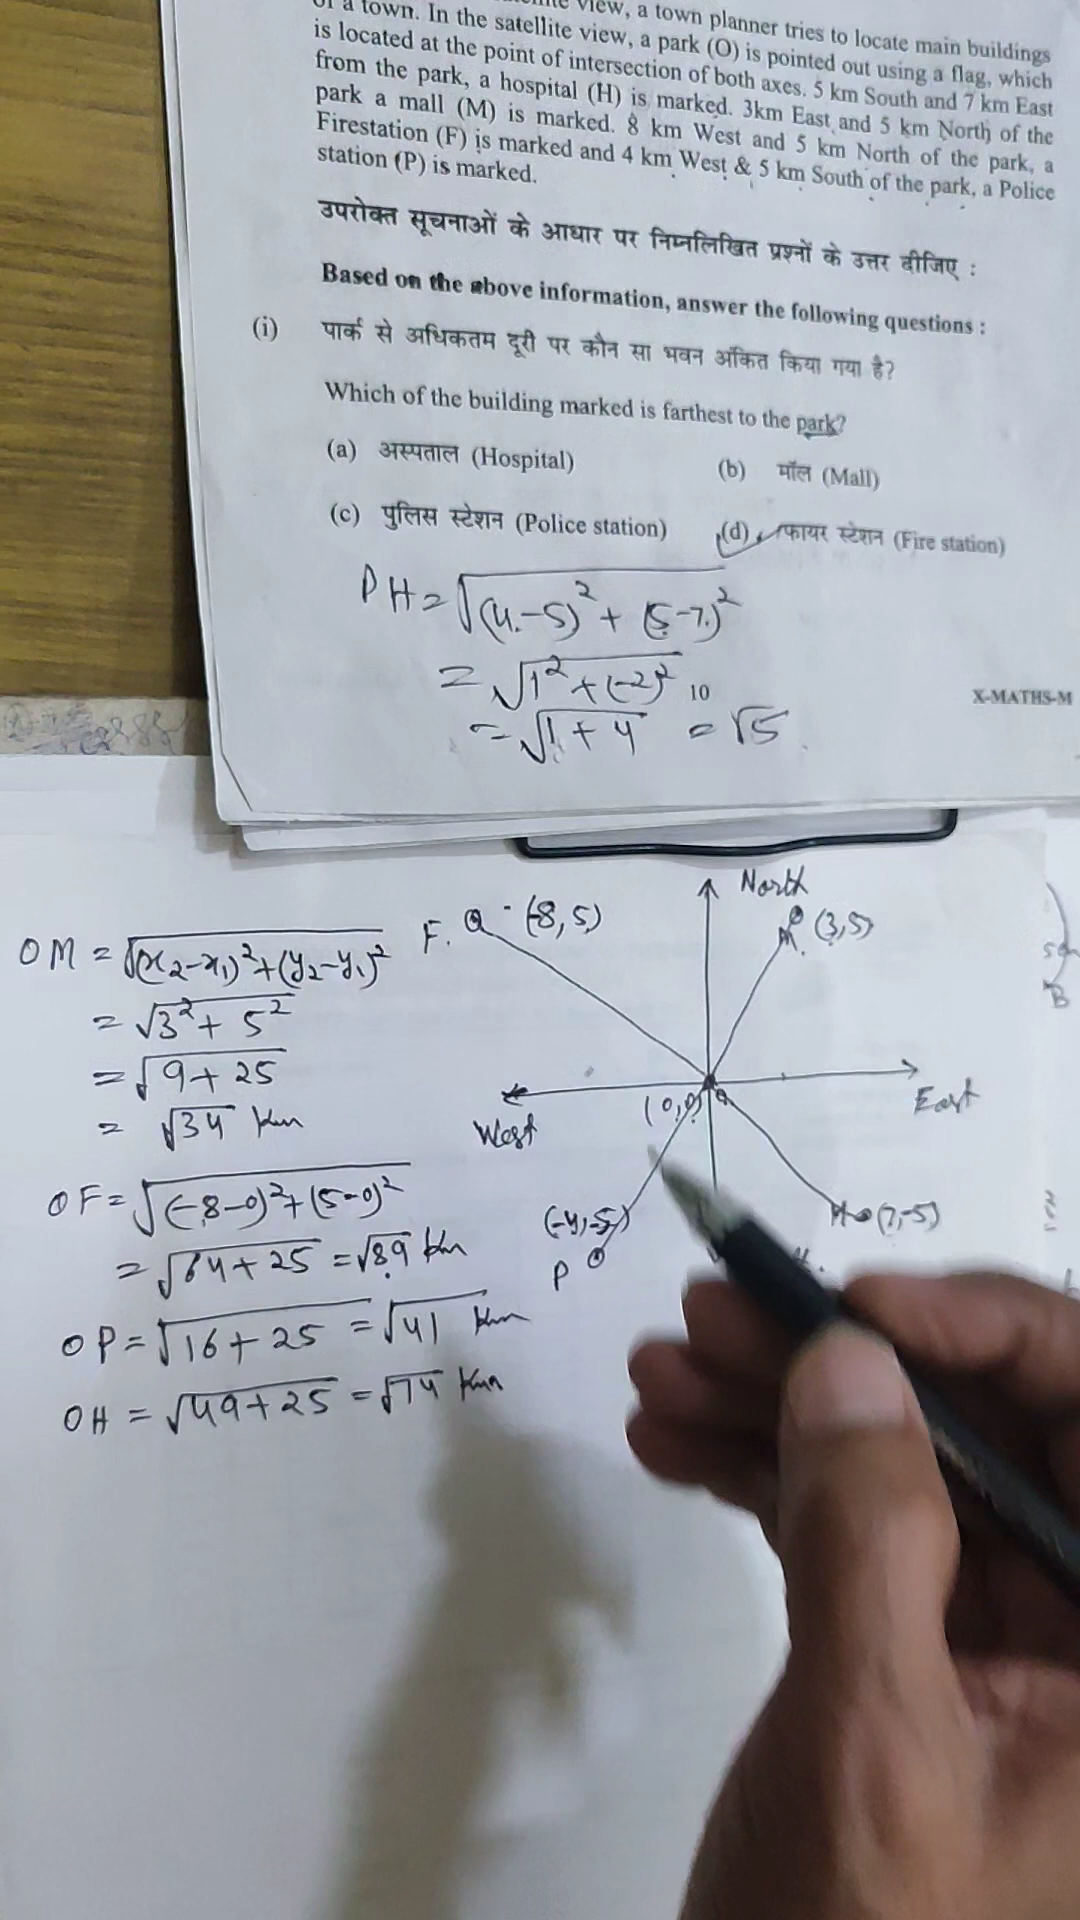 view, a town planner tries to locate main buildings
of a town. In the satellite view, a park (O) is pointed out using a flag, which
is located at the point of intersection of both axes. 5 km South and 7 km East
from the park, a hospital (H) is marked. 3km East and 5 km North of the
park a mall (M) is marked. 8 km West and 5 km North of the park, a
Firestation (F) is marked and 4 km West & 5 km South of the park, a Police
station (P) is marked.
उपरोक्त सूचनाओं के आधार पर निम्नलिखित प्रश्नों के उत्तर दीजिए :
Based on the above information, answer the following questions :
(i) पार्क से अधिकतम दूरी पर कौन सा भवन अंकित किया गया है?
Which of the building marked is farthest to the park?
(a) अस्पताल (Hospital) (b) मॉल (Mall)
(c) पुलिस स्टेशन (Police station) (d) फायर स्टेशन (Fire station)
PH = √(4-5)² + (5-7)²
= √1² + (-2)²
10
X-MATHS-M
= √1 + 4 = √5
North
F. (-8, 5) M (3,5)
OM = √(x₂-x₁)² + (y₂-y₁)²
= √3² + 5²
= √9 + 25
= √34 km
(0,0)
East
West
OF = √(-8-0)² + (5-0)²
= √64 + 25 = √89 km
(-4,-5) H (7,-5)
P
OP = √16 + 25 = √41 km
OH = √49 + 25 = √74 km